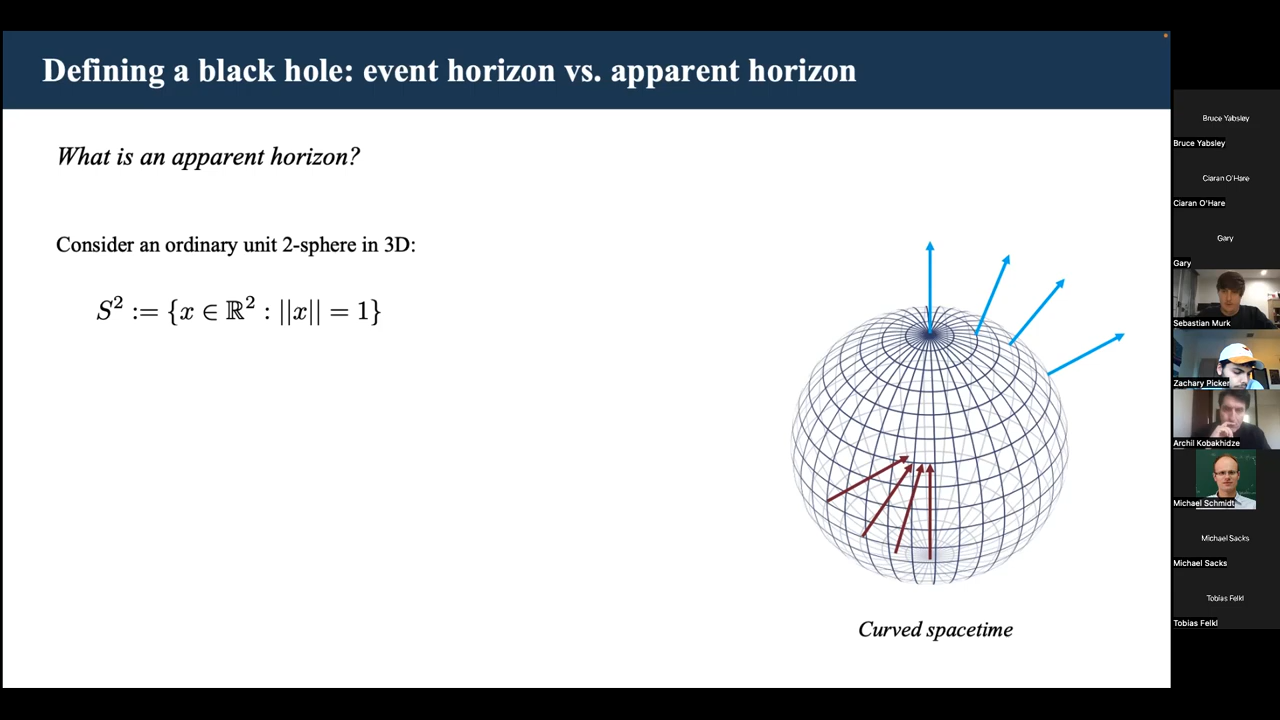 Defining a black hole: event horizon vs. apparent horizon
What is an apparent horizon?
Consider an ordinary unit 2-sphere in 3D:
S² := {x ∈ ℝ² : ||x|| = 1}
Curved spacetime
Bruce Yabsley
Bruce Yabsley
Ciaran O'Hare
Ciaran O'Hare
Gary
Gary
Sebastian Murk
Zachary Picker
Archil Kobakhidze
Michael Schmidt
Michael Sacks
Michael Sacks
Tobias Felkl
Tobias Felkl